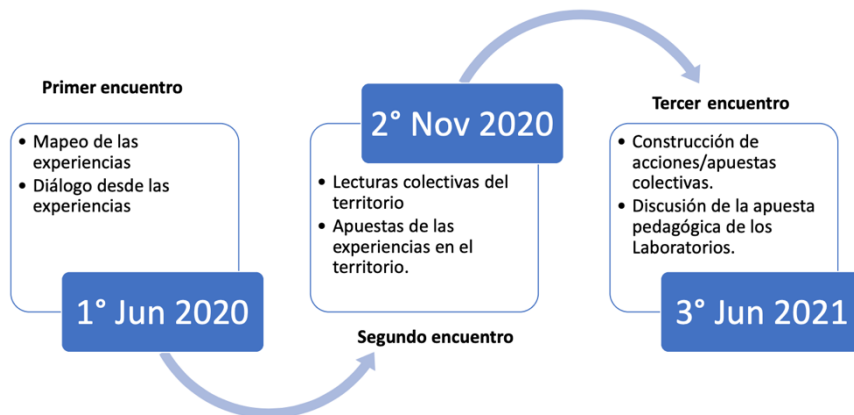 Primer encuentro
• Mapeo de las
experiencias
• Diálogo desde las
experiencias
1° Jun 2020
2° Nov 2020
• Lecturas colectivas del
territorio
• Apuestas de las
experiencias en el
territorio.
Segundo encuentro
Tercer encuentro
• Construcción de
acciones/apuestas
colectivas.
• Discusión de la apuesta
pedagógica de los
Laboratorios.
3° Jun 2021